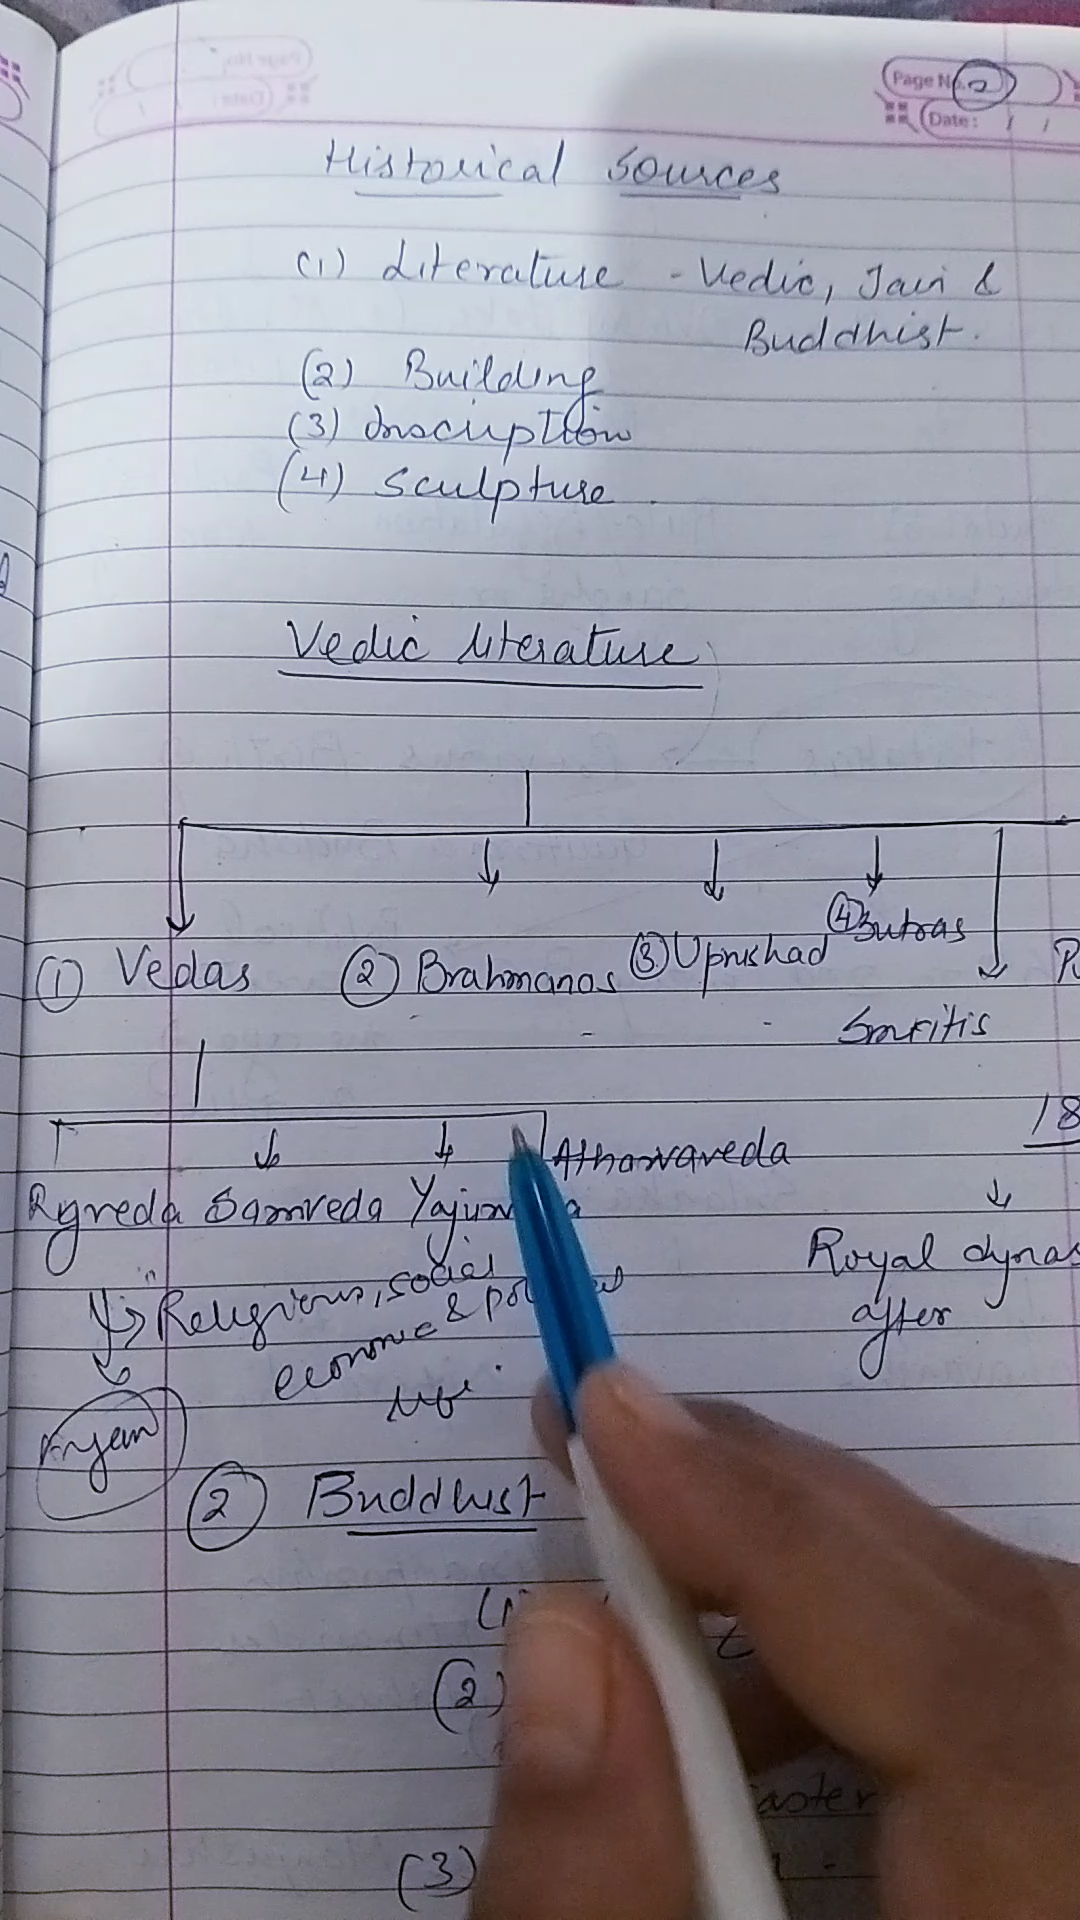 Page No. 2
Date: / /
Historical Sources
(1) Literature - Vedic, Jain &
Buddhist.
(2) Building
(3) Inscription
(4) Sculpture
Vedic literature
① Vedas ② Brahmanas ③ Upnishad ④ Sutras
Smritis
18
Rgveda Samveda Atharvaveda
Royal
after
Religious, social
economic &
life.
② Buddhist
(2)
(3)